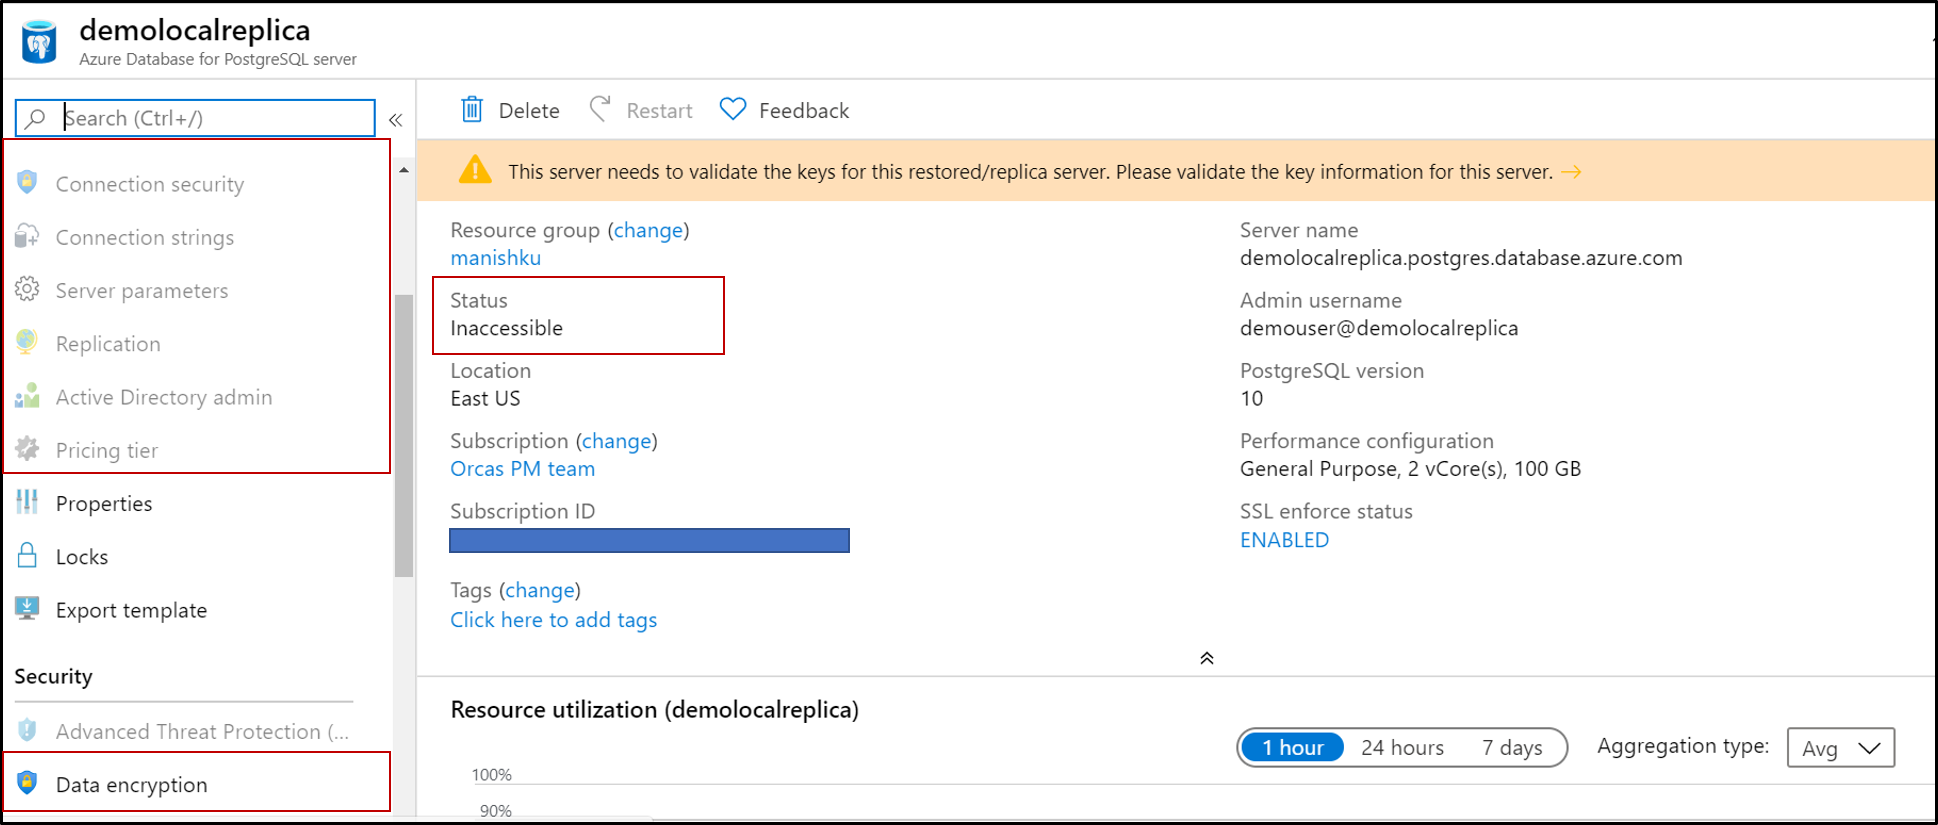 demolocalreplica
Azure Database for PostgreSQL server
Search (Ctrl+/)
Connection security
Connection strings
Server parameters
Replication
Active Directory admin
Pricing tier
Properties
Locks
Export template
Security
Advanced Threat Protection (...
Data encryption
Delete
Restart
Feedback
This server needs to validate the keys for this restored/replica server. Please validate the key information for this server. →
Resource group (change)
manishku
Status
Inaccessible
Location
East US
Subscription (change)
Orcas PM team
Subscription ID
Tags (change)
Click here to add tags
Server name
demolocalreplica.postgres.database.azure.com
Admin username
demouser@demolocalreplica
PostgreSQL version
10
Performance configuration
General Purpose, 2 vCore(s), 100 GB
SSL enforce status
ENABLED
Resource utilization (demolocalreplica)
1 hour 24 hours 7 days Aggregation type: Avg
100%
90%